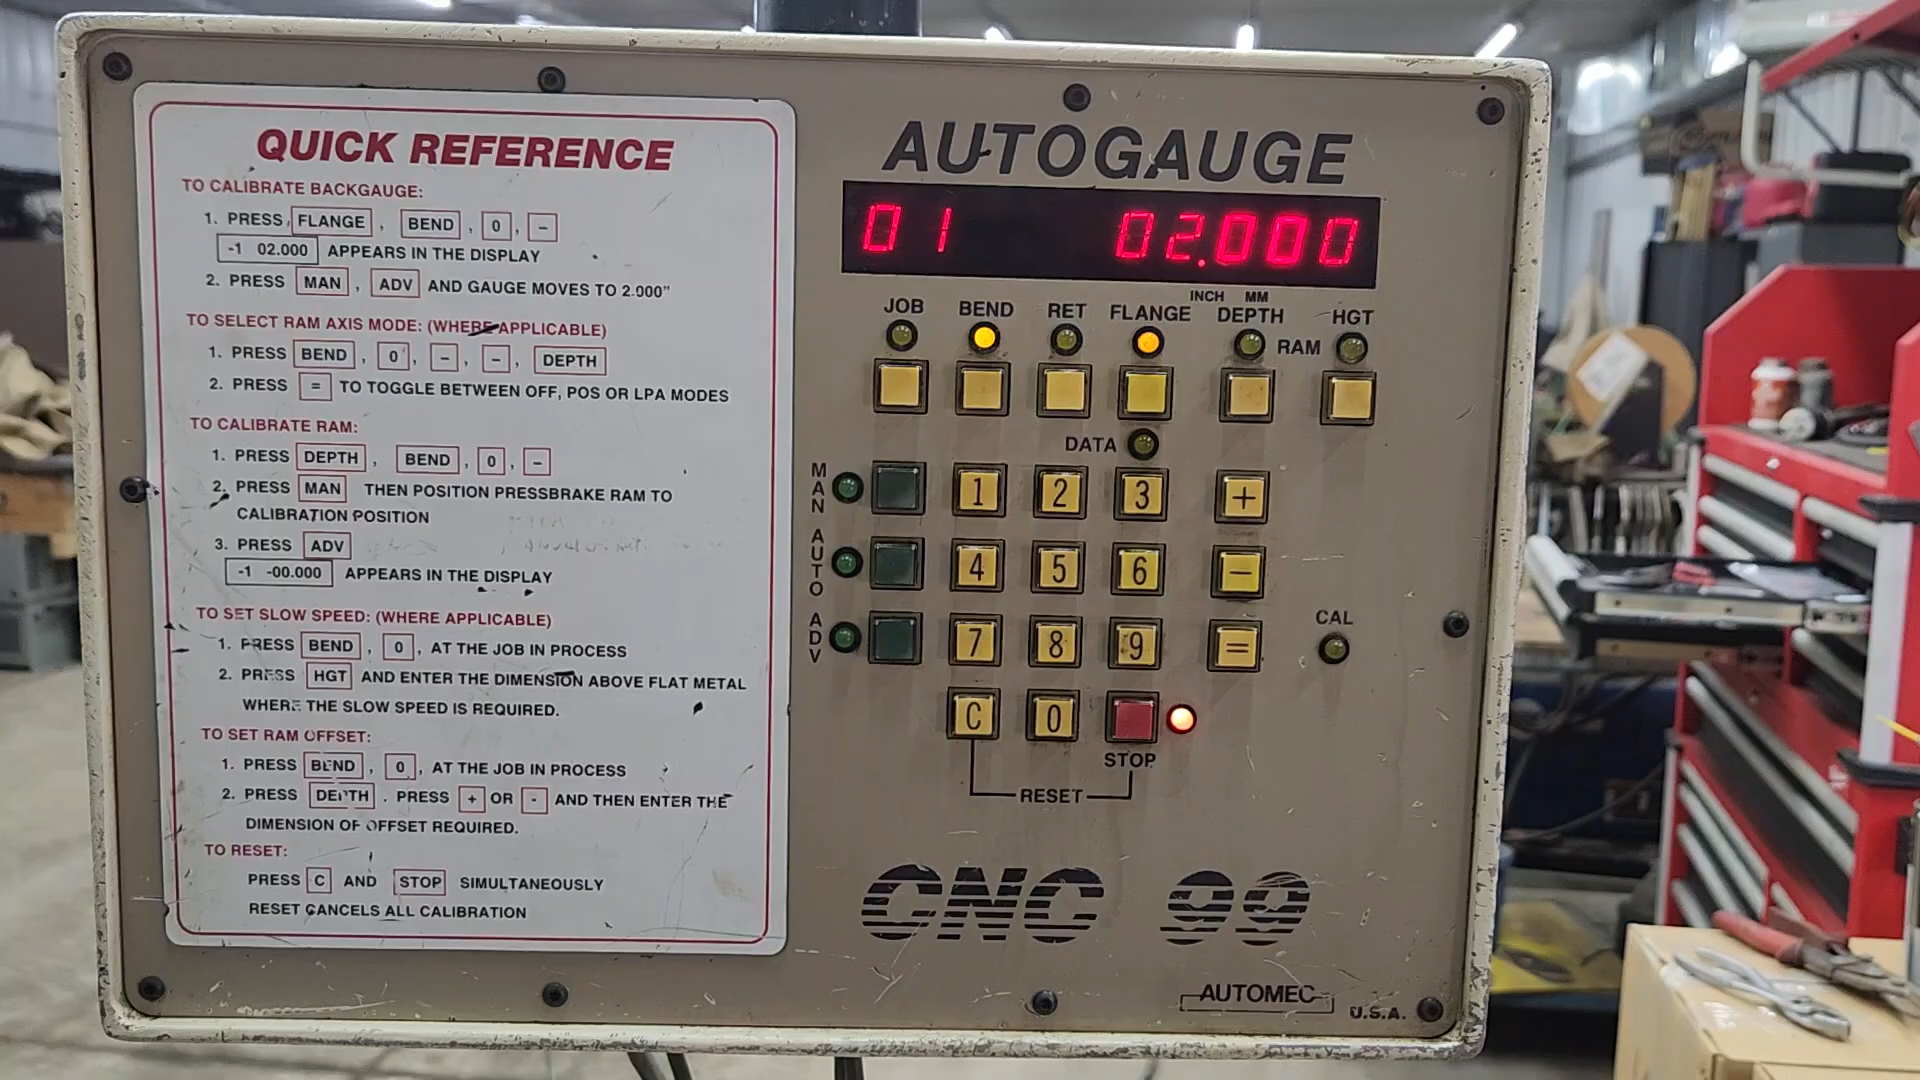 QUICK REFERENCE
TO CALIBRATE BACKGAUGE:
1. PRESS, FLANGE , BEND , 0 , –
-1 02.000 APPEARS IN THE DISPLAY
2. PRESS MAN , ADV AND GAUGE MOVES TO 2.000"
TO SELECT RAM AXIS MODE: (WHERE APPLICABLE)
1. PRESS BEND , 0 , – , – , DEPTH
2. PRESS = TO TOGGLE BETWEEN OFF, POS OR LPA MODES
TO CALIBRATE RAM:
1. PRESS DEPTH , BEND , 0 , –
2. PRESS MAN THEN POSITION PRESSBRAKE RAM TO
CALIBRATION POSITION
3. PRESS ADV
-1 -00.000 APPEARS IN THE DISPLAY
TO SET SLOW SPEED: (WHERE APPLICABLE)
1. PRESS BEND , 0 , AT THE JOB IN PROCESS
2. PRESS HGT AND ENTER THE DIMENSION ABOVE FLAT METAL
WHERE THE SLOW SPEED IS REQUIRED.
TO SET RAM OFFSET:
1. PRESS BEND , 0 , AT THE JOB IN PROCESS
2. PRESS DEPTH . PRESS + OR - AND THEN ENTER THE
DIMENSION OF OFFSET REQUIRED.
TO RESET:
PRESS C AND STOP SIMULTANEOUSLY
RESET CANCELS ALL CALIBRATION
AUTOGAUGE
01 02.000
INCH MM
JOB BEND RET FLANGE DEPTH HGT
RAM
DATA
MAN 1 2 3 +
AUTO 4 5 6 –
ADV 7 8 9 =
CAL
C 0
STOP
RESET
CNC 99
AUTOMEC
U.S.A.